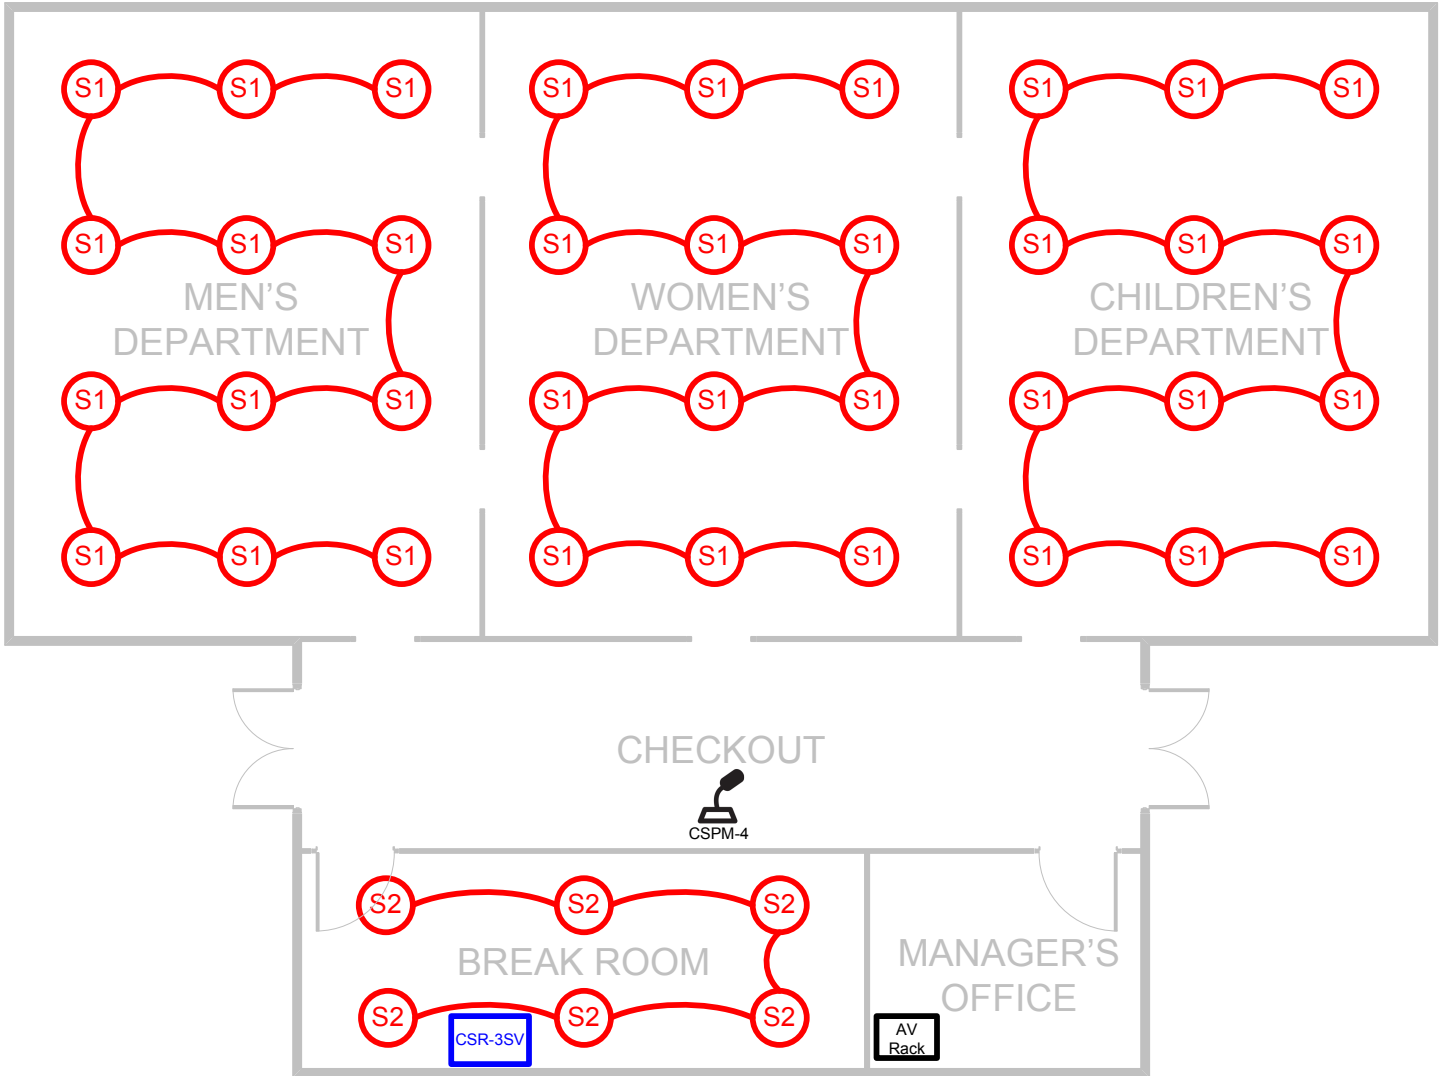 S1 S1 S1 S1 S1 S1 S1 S1 S1
S1 S1 S1 S1 S1 S1 S1 S1 S1
MEN'S
DEPARTMENT
WOMEN'S
DEPARTMENT
CHILDREN'S
DEPARTMENT
S1 S1 S1 S1 S1 S1 S1 S1 S1
S1 S1 S1 S1 S1 S1 S1 S1 S1
CHECKOUT
CSPM-4
S2 S2 S2
BREAK ROOM
MANAGER'S
OFFICE
S2 S2 S2
CSR-3SV
AV
Rack